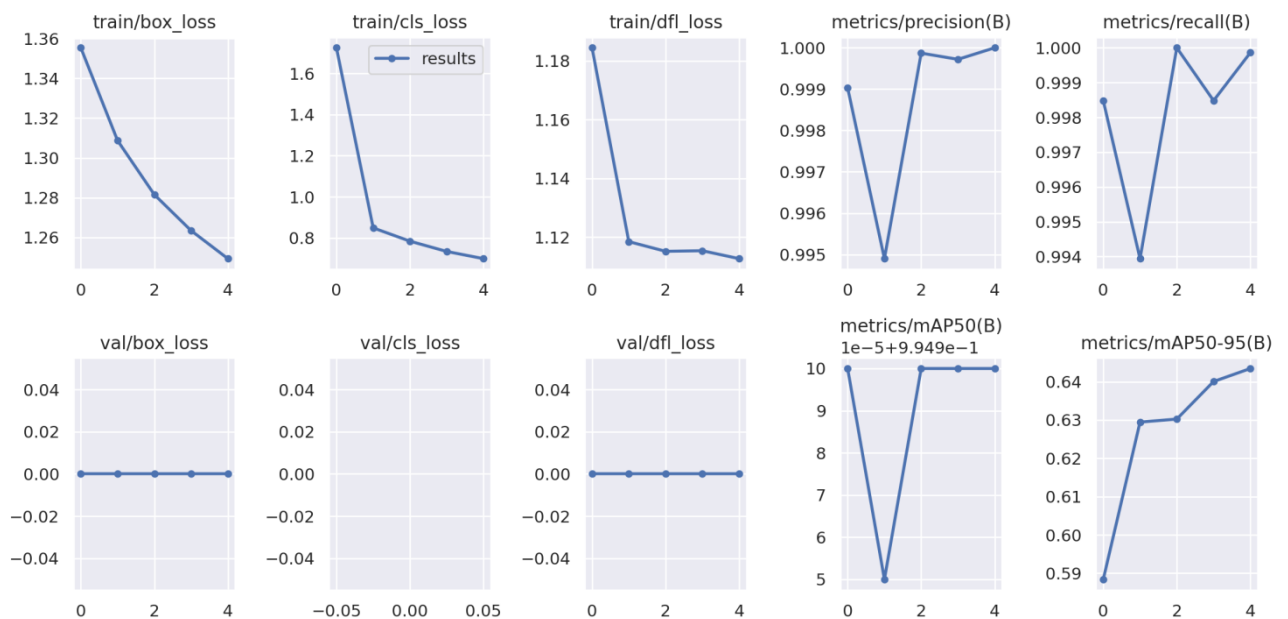 train/box_loss
1.36
1.34
1.32
1.30
1.28
1.26
0 2 4
train/cls_loss
results
1.6
1.4
1.2
1.0
0.8
0 2 4
train/dfl_loss
1.18
1.16
1.14
1.12
0 2 4
metrics/precision(B)
1.000
0.999
0.998
0.997
0.996
0.995
0 2 4
metrics/recall(B)
1.000
0.999
0.998
0.997
0.996
0.995
0.994
0 2 4
val/box_loss
0.04
0.02
0.00
−0.02
−0.04
0 2 4
val/cls_loss
0.04
0.02
0.00
−0.02
−0.04
−0.05 0.00 0.05
val/dfl_loss
0.04
0.02
0.00
−0.02
−0.04
0 2 4
metrics/mAP50(B)
1e−5+9.949e−1
10
9
8
7
6
5
0 2 4
metrics/mAP50-95(B)
0.64
0.63
0.62
0.61
0.60
0.59
0 2 4